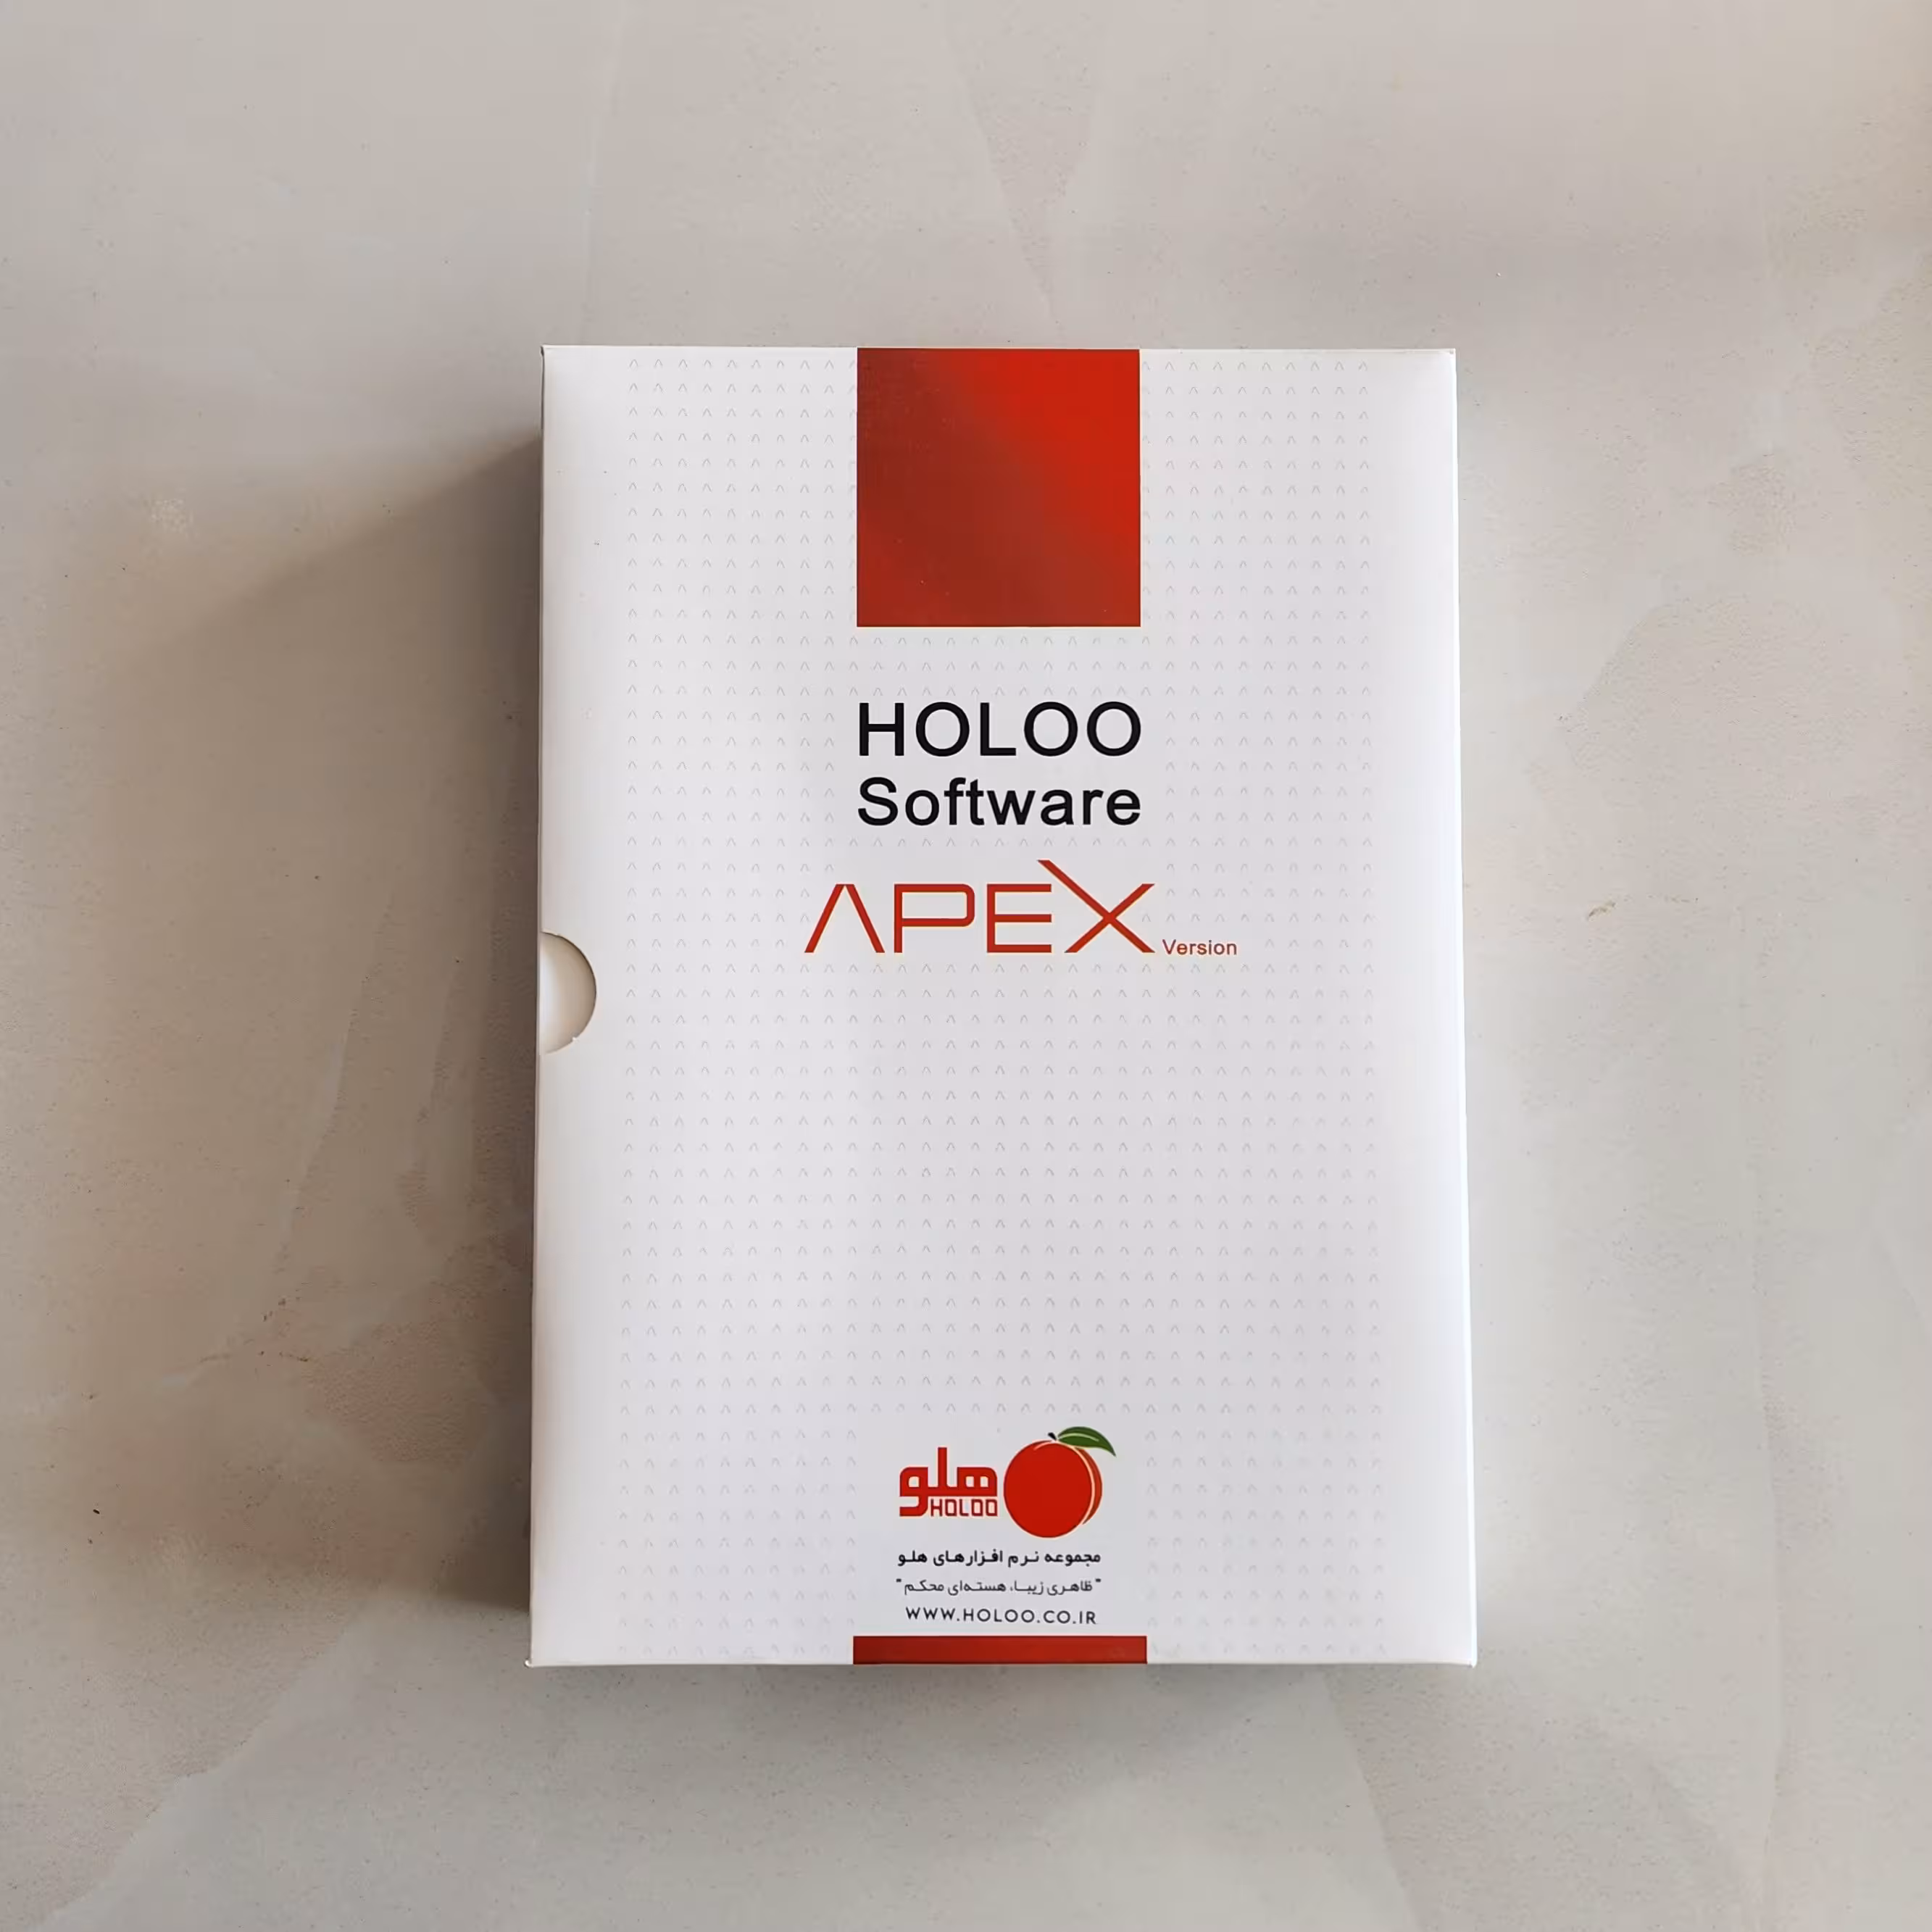 HOLOO
Software
APEX Version
هلو
HOLOO
مجموعه نرم افزارهای هلو
"ظاهری زیبا، هسته‌ای محکم"
WWW.HOLOO.CO.IR